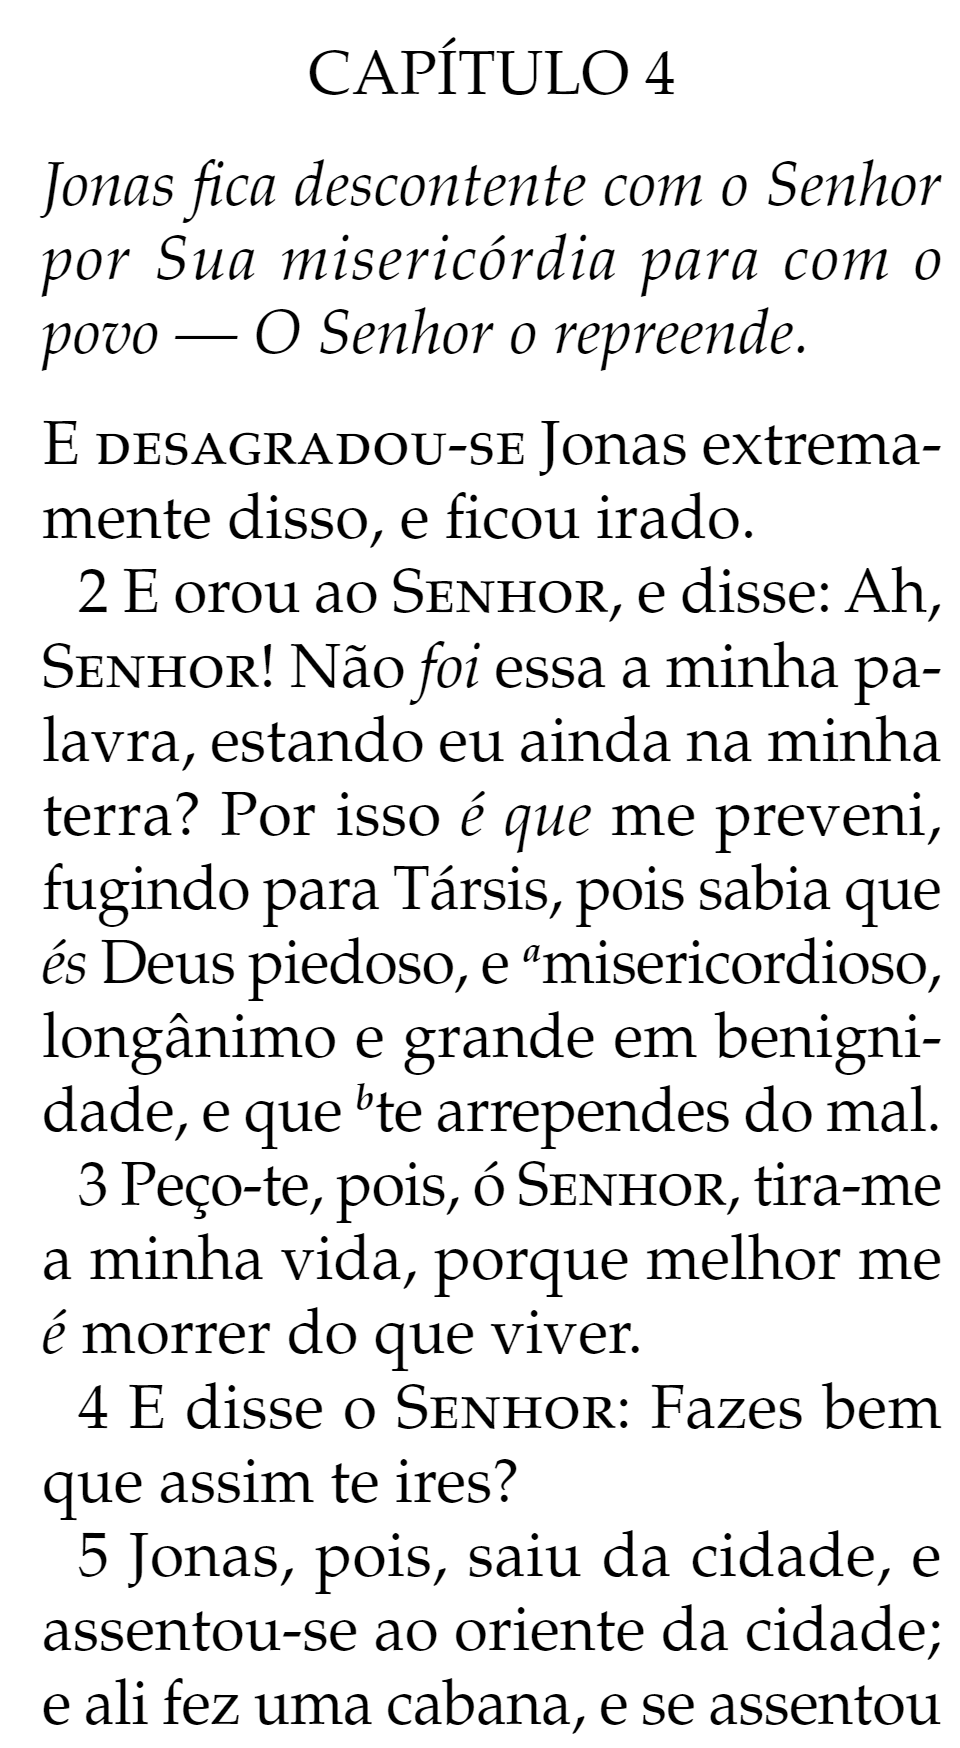 CAPÍTULO 4
Jonas fica descontente com o Senhor
por Sua misericórdia para com o
povo — O Senhor o repreende.
E DESAGRADOU-SE Jonas extrema-
mente disso, e ficou irado.
2 E orou ao SENHOR, e disse: Ah,
SENHOR! Não foi essa a minha pa-
lavra, estando eu ainda na minha
terra? Por isso é que me preveni,
fugindo para Társis, pois sabia que
és Deus piedoso, e ᵃmisericordioso,
longânimo e grande em benigni-
dade, e que ᵇte arrependes do mal.
3 Peço-te, pois, ó SENHOR, tira-me
a minha vida, porque melhor me
é morrer do que viver.
4 E disse o SENHOR: Fazes bem
que assim te ires?
5 Jonas, pois, saiu da cidade, e
assentou-se ao oriente da cidade;
e ali fez uma cabana, e se assentou